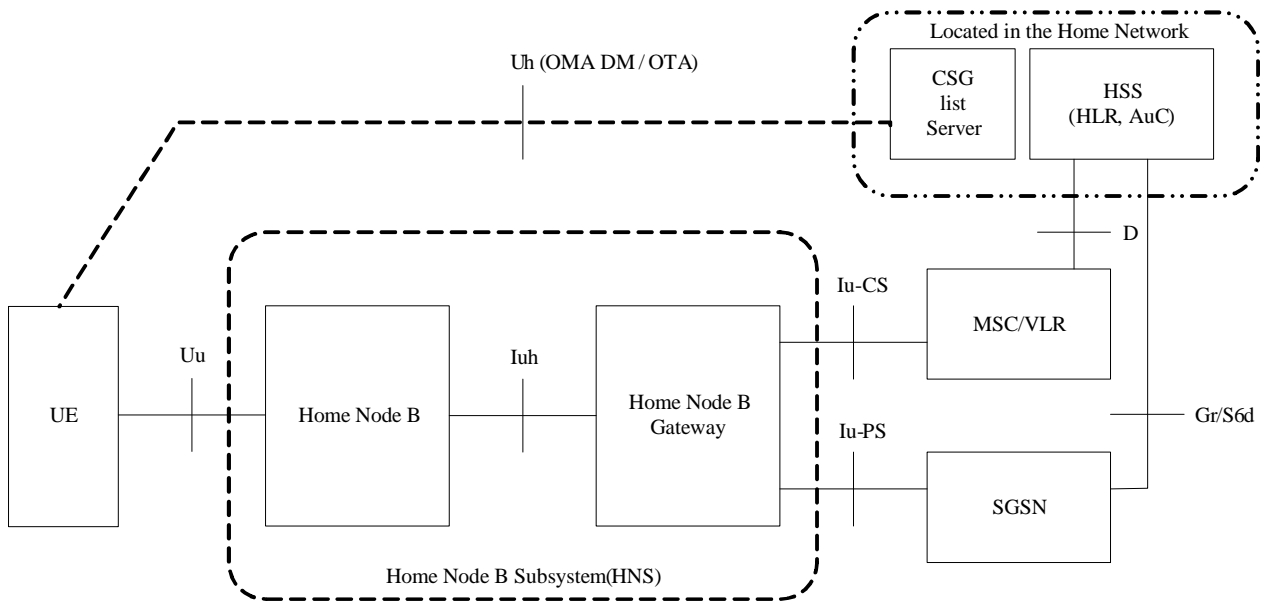 Located in the Home Network
Uh (OMA DM / OTA)
CSG
list
Server
HSS
(HLR, AuC)
D
Iu-CS
MSC/VLR
Uu
Iuh
UE
Home Node B
Home Node B
Gateway
Gr/S6d
Iu-PS
SGSN
Home Node B Subsystem(HNS)